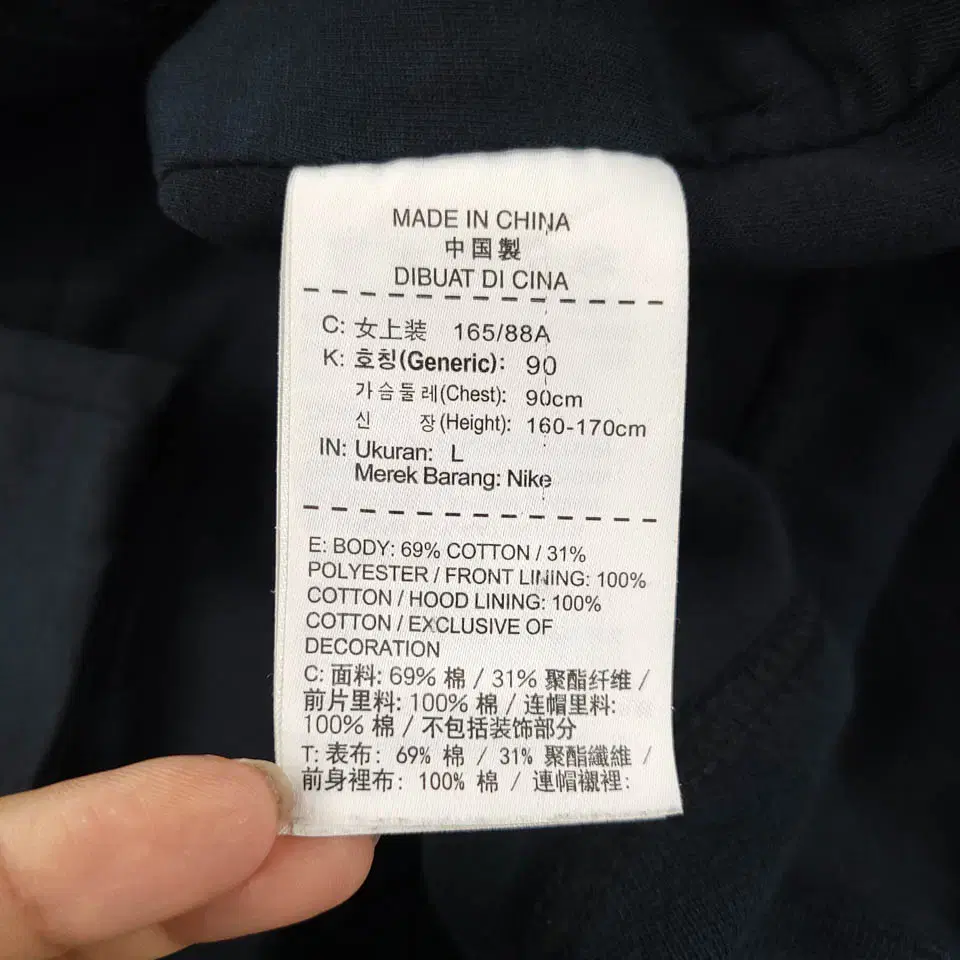 MADE IN CHINA
中国製
DIBUAT DI CINA
C: 女上装 165/88A
K: 호칭(Generic): 90
가슴둘레(Chest): 90cm
신 장(Height): 160-170cm
IN: Ukuran: L
Merek Barang: Nike
E: BODY: 69% COTTON / 31%
POLYESTER / FRONT LINING: 100%
COTTON / HOOD LINING: 100%
COTTON / EXCLUSIVE OF
DECORATION
C: 面料: 69% 棉 / 31% 聚酯纤维 /
前片里料: 100% 棉 / 连帽里料:
100% 棉 / 不包括装饰部分
T: 表布: 69% 棉 / 31% 聚酯纖維 /
前身裡布: 100% 棉 / 連帽襯裡: